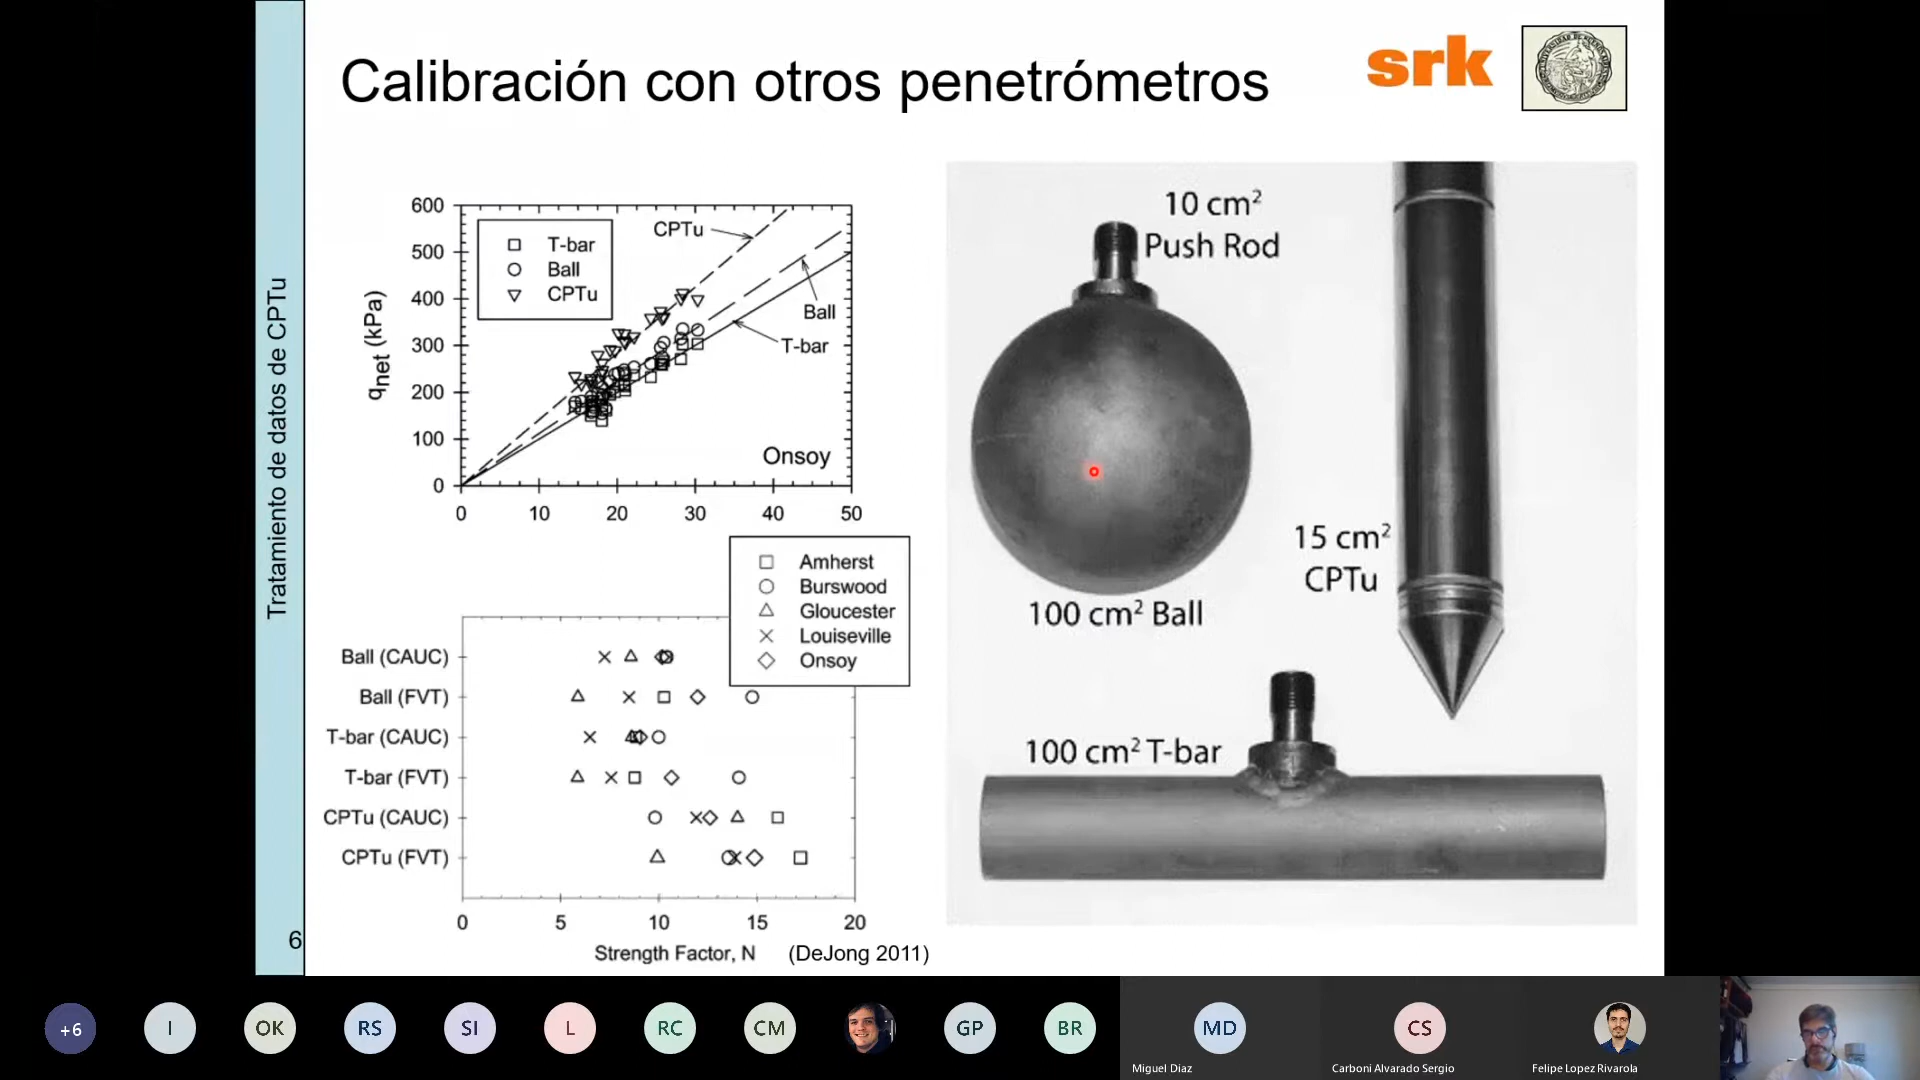 Calibración con otros penetrómetros
srk
Tratamiento de datos de CPTu
6
600
500
400
300
200
100
0
qnet (kPa)
T-bar
Ball
CPTu
CPTu
Ball
T-bar
Onsoy
0 10 20 30 40 50
Amherst
Burswood
Gloucester
Louiseville
Onsoy
Ball (CAUC)
Ball (FVT)
T-bar (CAUC)
T-bar (FVT)
CPTu (CAUC)
CPTu (FVT)
0 5 10 15 20
Strength Factor, N
(DeJong 2011)
10 cm²
Push Rod
100 cm² Ball
15 cm²
CPTu
100 cm² T-bar
+6
I
OK
RS
SI
L
RC
CM
GP
BR
MD
CS
Miguel Diaz
Carboni Alvarado Sergio
Felipe Lopez Rivarola